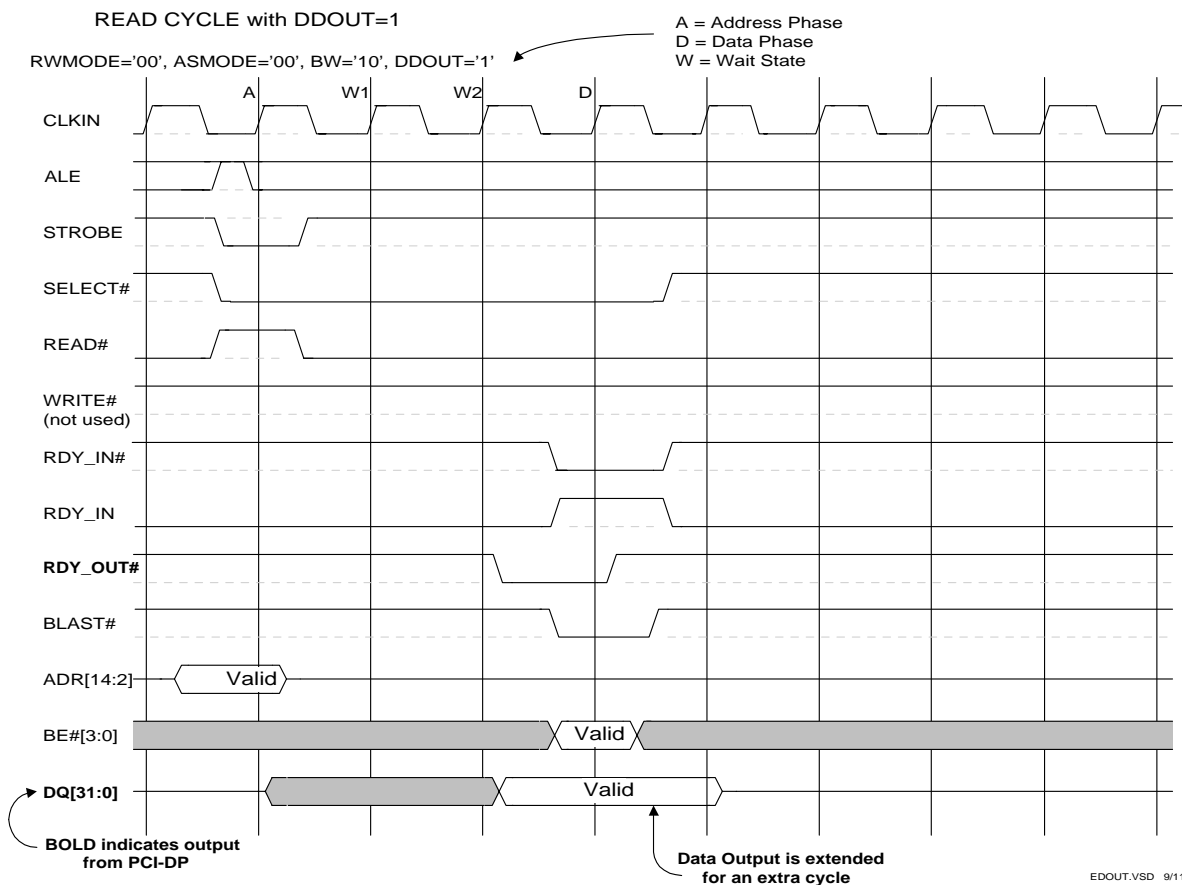 READ CYCLE with DDOUT=1
A = Address Phase
D = Data Phase
W = Wait State
RWMODE='00', ASMODE='00', BW='10', DDOUT='1'
A W1 W2 D
CLKIN
ALE
STROBE
SELECT#
READ#
WRITE#
(not used)
RDY_IN#
RDY_IN
RDY_OUT#
BLAST#
ADR[14:2] Valid
BE#[3:0] Valid
DQ[31:0] Valid
BOLD indicates output
from PCI-DP
Data Output is extended
for an extra cycle
EDOUT.VSD 9/11